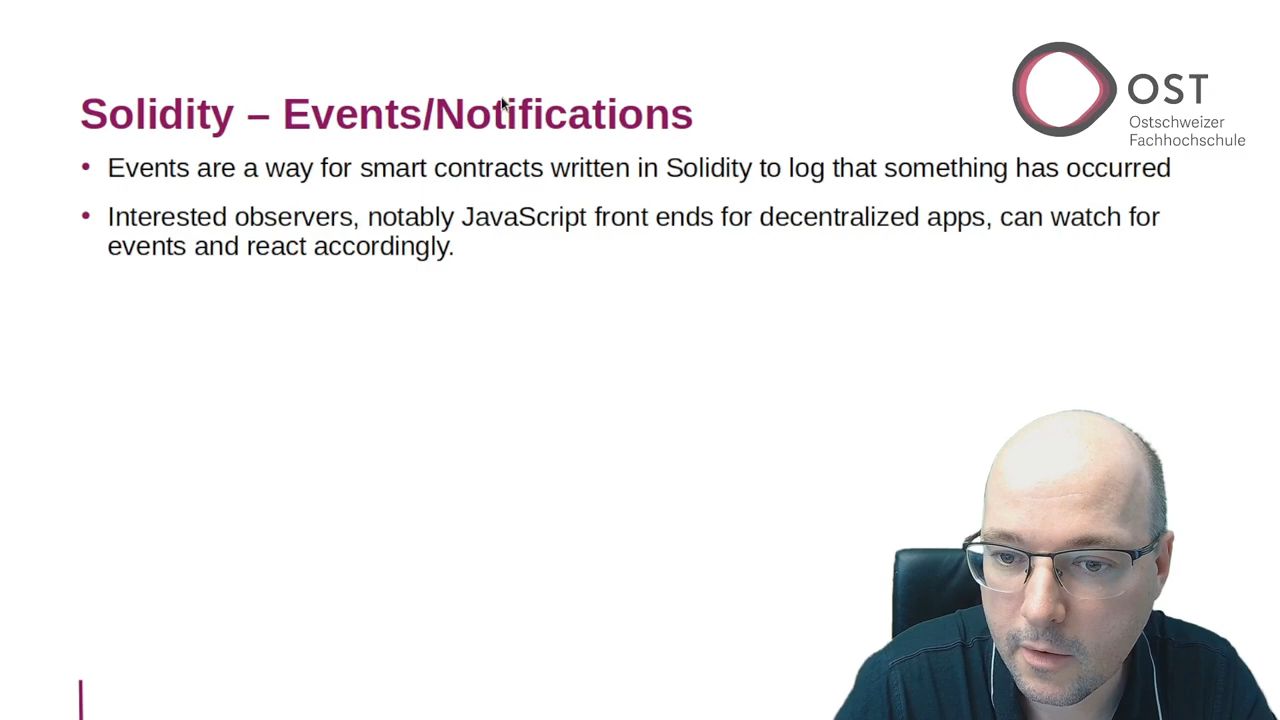 Solidity – Events/Notifications
OST
Ostschweizer
Fachhochschule
• Events are a way for smart contracts written in Solidity to log that something has occurred
• Interested observers, notably JavaScript front ends for decentralized apps, can watch for
events and react accordingly.